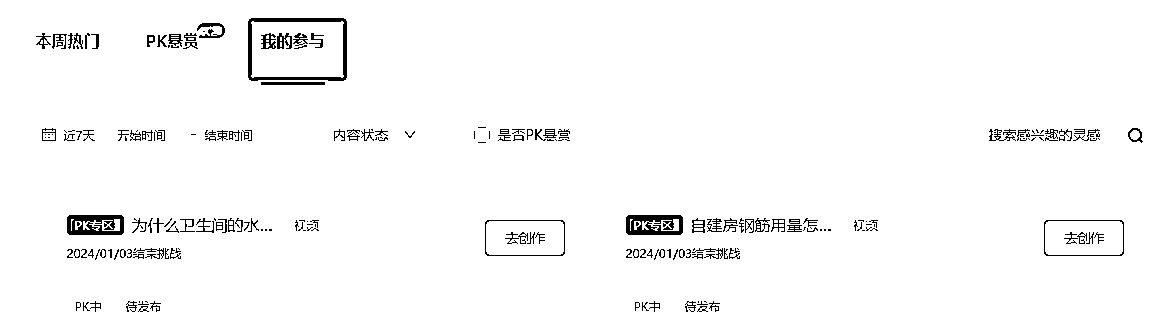 本周热门 PK悬赏 我的参与
近7天 开始时间 - 结束时间 内容状态 是否PK悬赏 搜索感兴趣的灵感
PK专区 为什么卫生间的水... 视频 去创作 PK专区 自建房钢筋用量怎... 视频 去创作
2024/01/03结束挑战 2024/01/03结束挑战
PK中 待发布 PK中 待发布